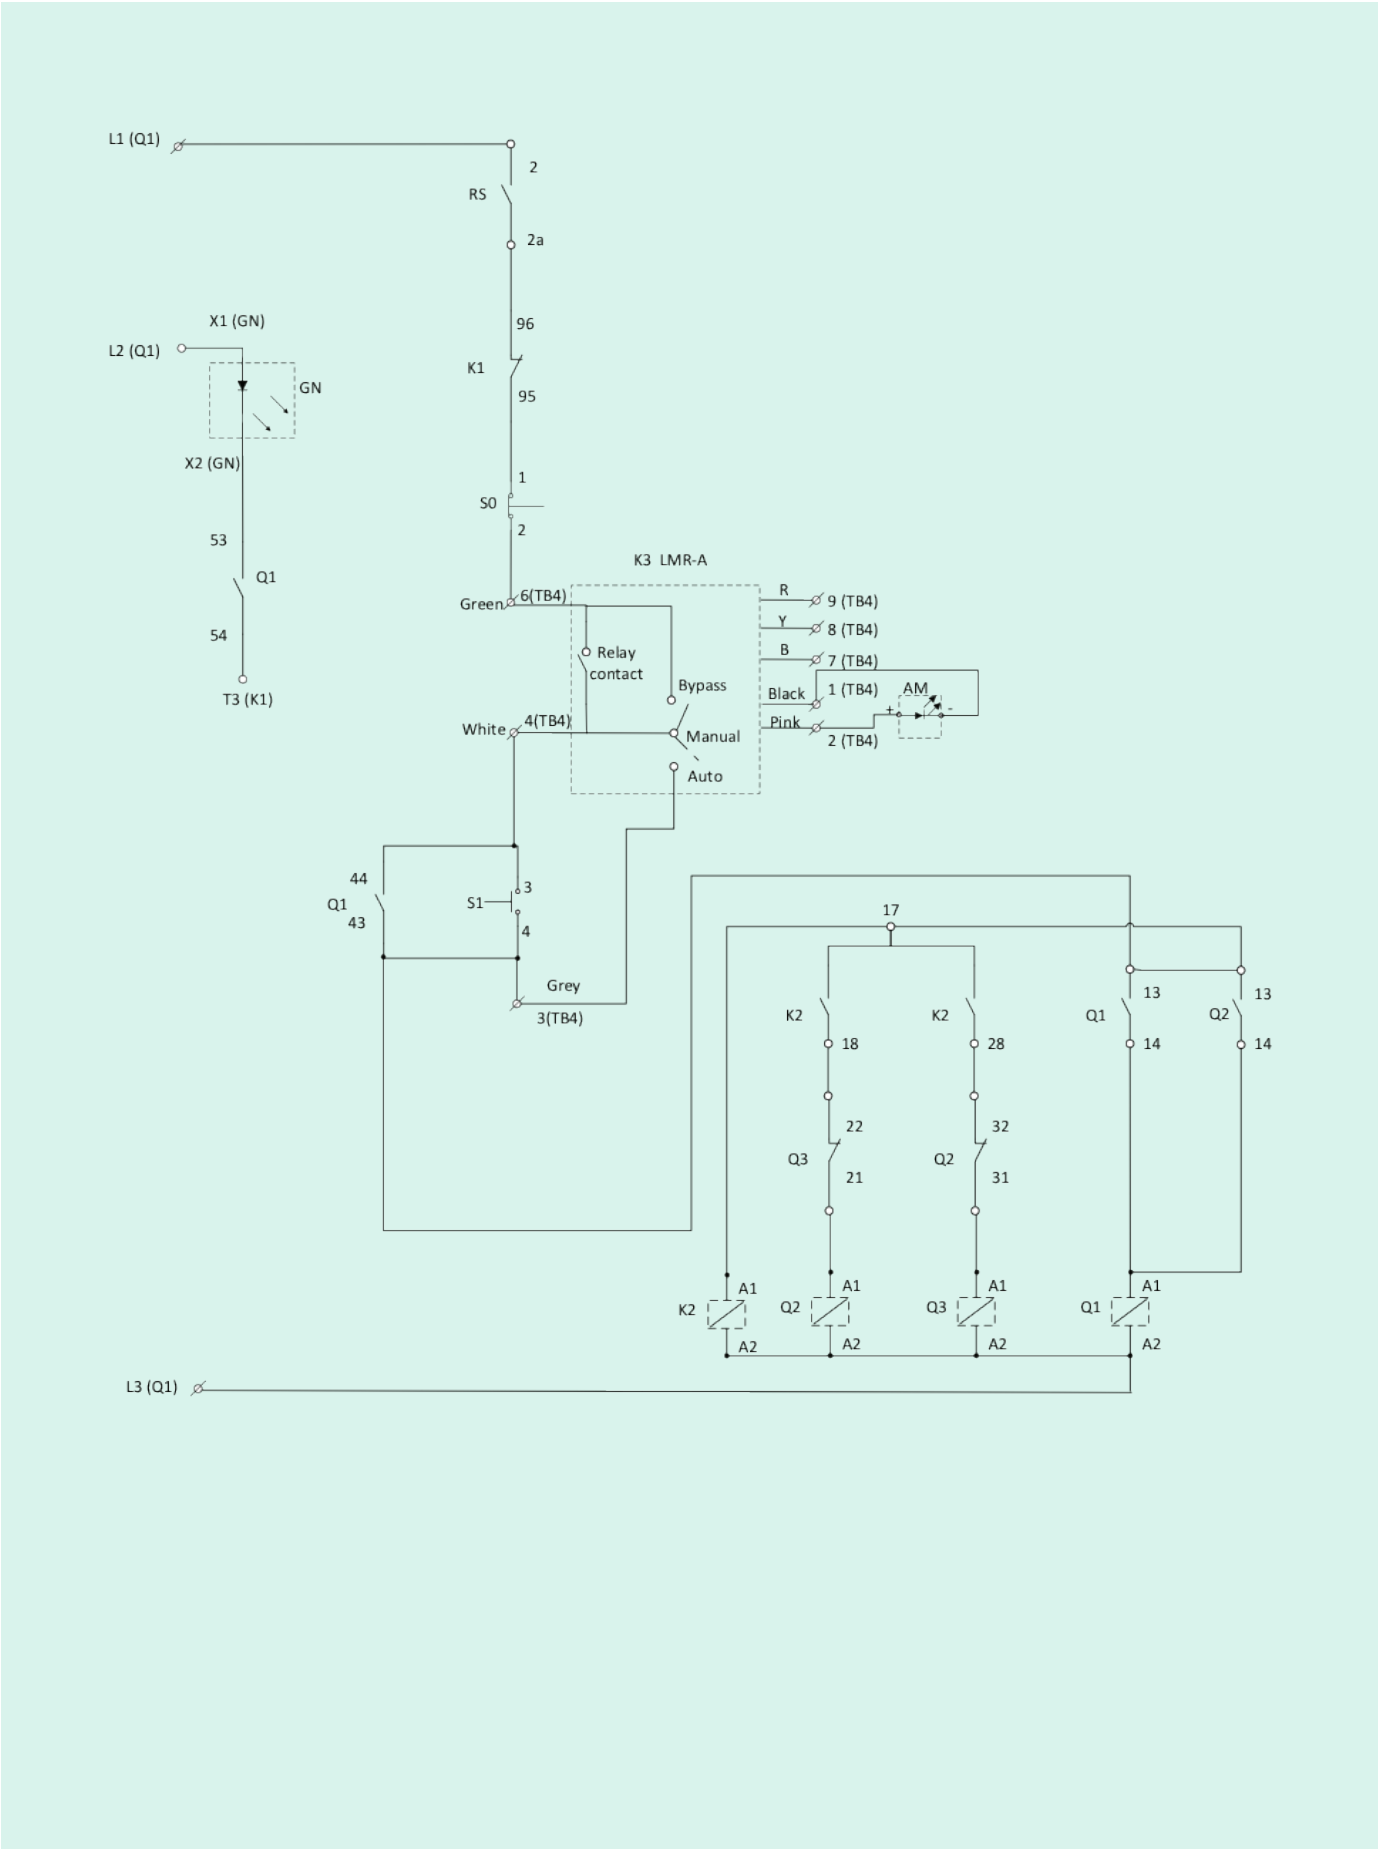 L1 (Q1)
2
RS
2a
X1 (GN)
96
L2 (Q1)
K1
GN
95
X2 (GN)
1
S0
2
53
K3 LMR-A
Q1
R
9 (TB4)
Green
6(TB4)
Y
8 (TB4)
54
Relay
contact
B
7 (TB4)
T3 (K1)
Bypass
Black
1 (TB4)
AM
+
-
White
4(TB4)
Manual
Pink
2 (TB4)
Auto
44
Q1
43
S1
3
4
17
Grey
3(TB4)
K2
18
K2
28
Q1
13
14
Q2
13
14
Q3
22
21
Q2
32
31
K2
A1
A2
Q2
A1
A2
Q3
A1
A2
Q1
A1
A2
L3 (Q1)